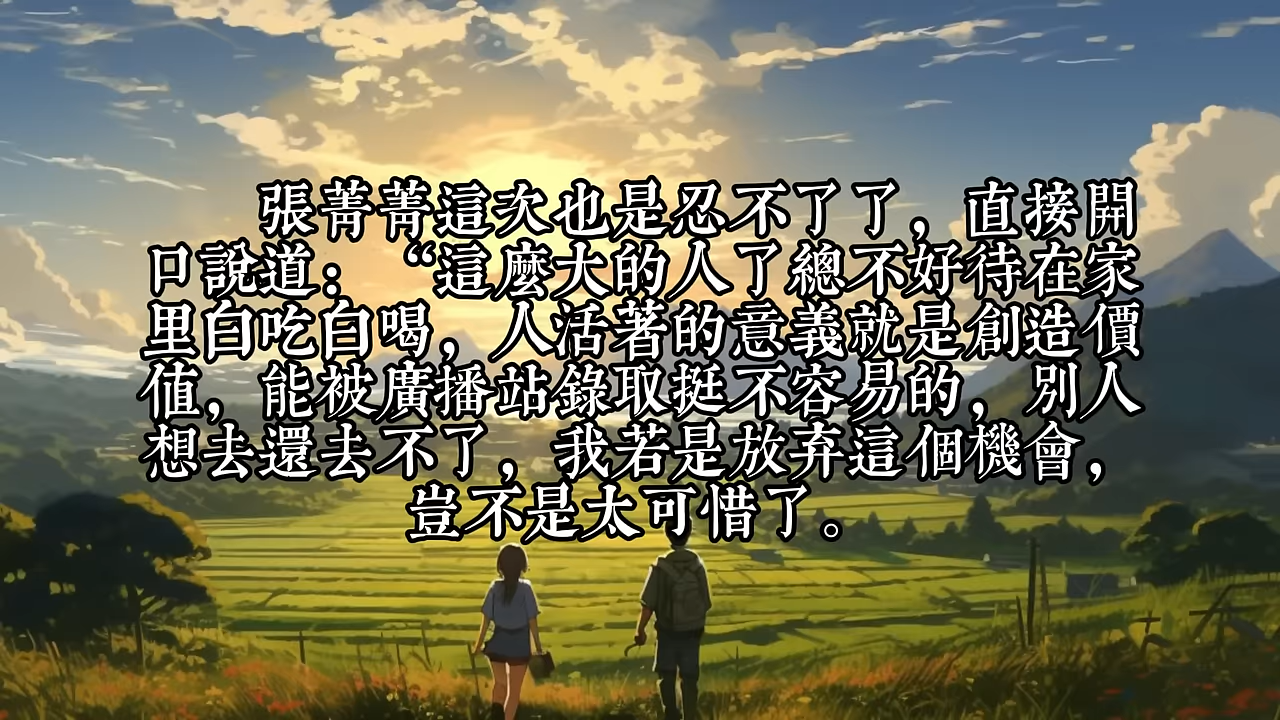 張菁菁這次也是忍不了了，直接開
口說道：“這麼大的人了總不好待在家
里白吃白喝，人活著的意義就是創造價
值，能被廣播站錄取挺不容易的，別人
想去還去不了，我若是放弃這個機會，
豈不是太可惜了。